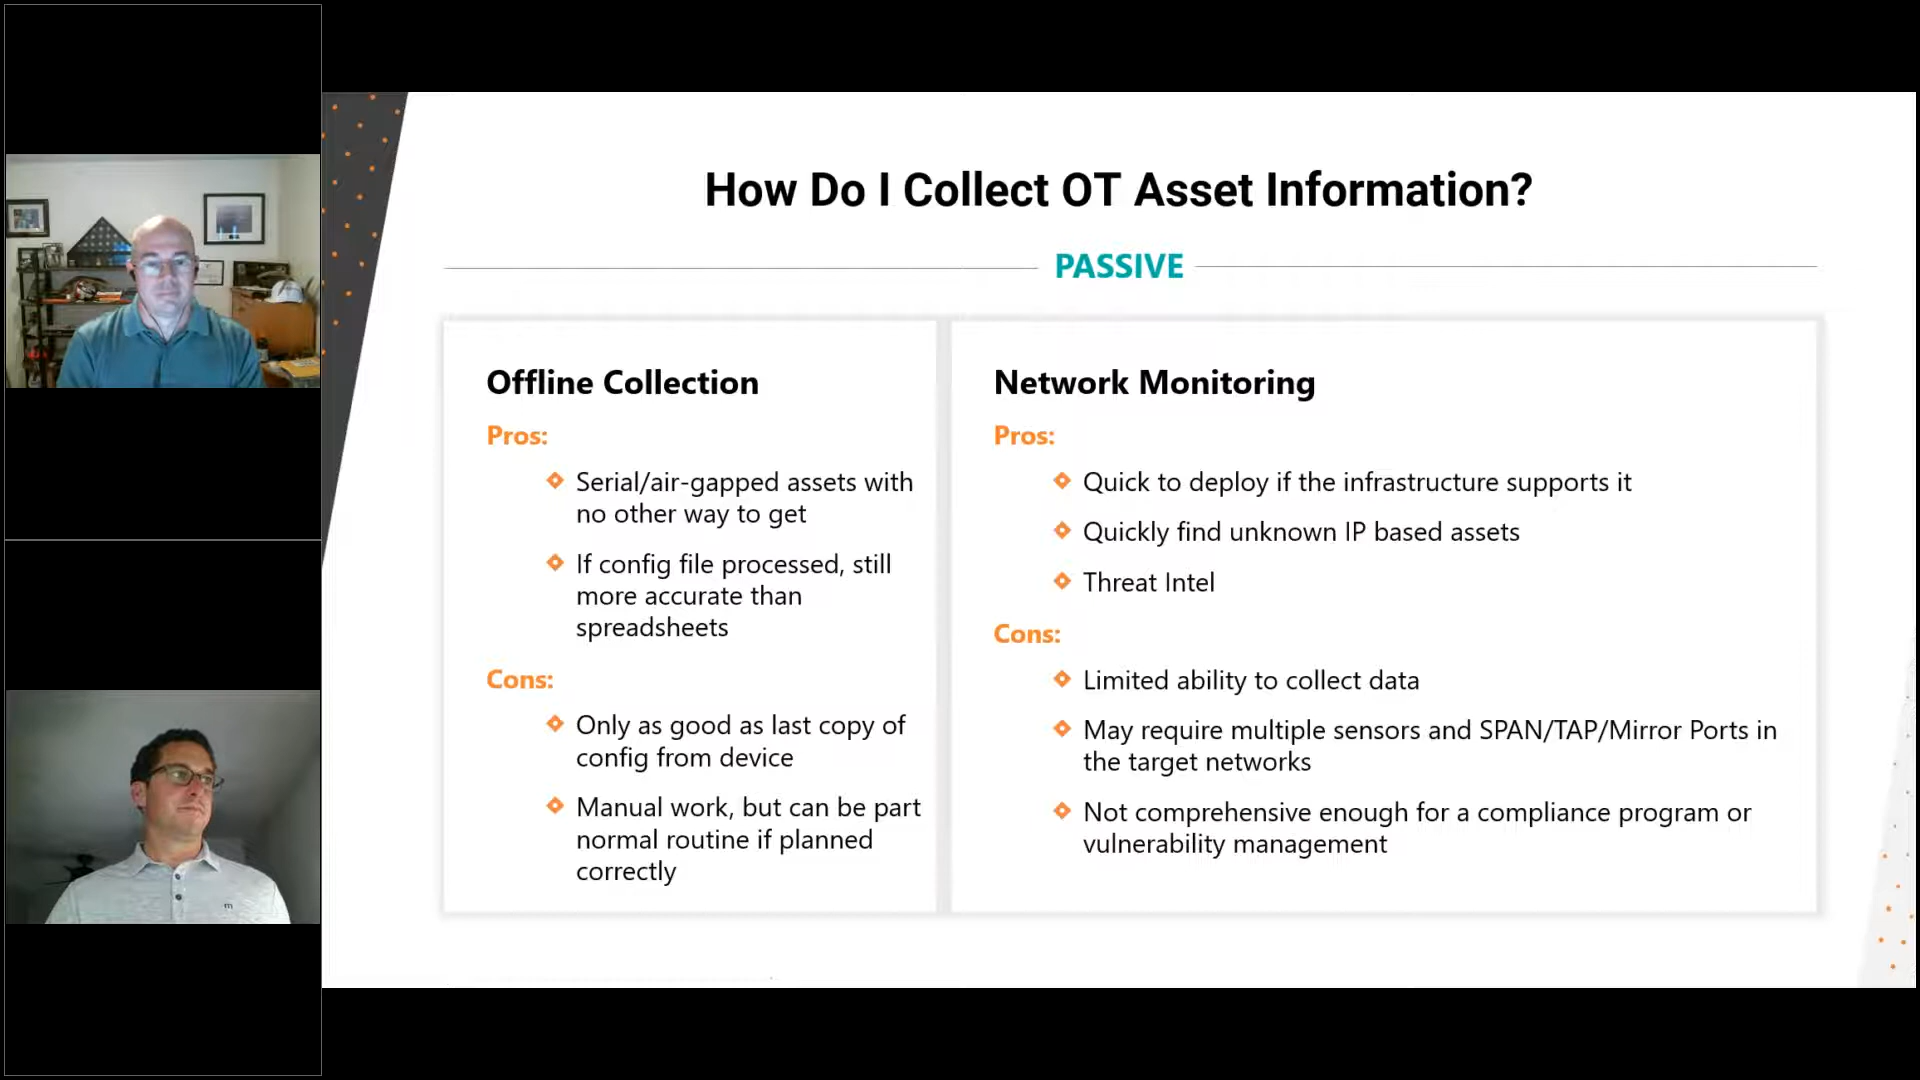 How Do I Collect OT Asset Information?
PASSIVE
Offline Collection
Pros:
Serial/air-gapped assets with
no other way to get
If config file processed, still
more accurate than
spreadsheets
Cons:
Only as good as last copy of
config from device
Manual work, but can be part
normal routine if planned
correctly
Network Monitoring
Pros:
Quick to deploy if the infrastructure supports it
Quickly find unknown IP based assets
Threat Intel
Cons:
Limited ability to collect data
May require multiple sensors and SPAN/TAP/Mirror Ports in
the target networks
Not comprehensive enough for a compliance program or
vulnerability management
m